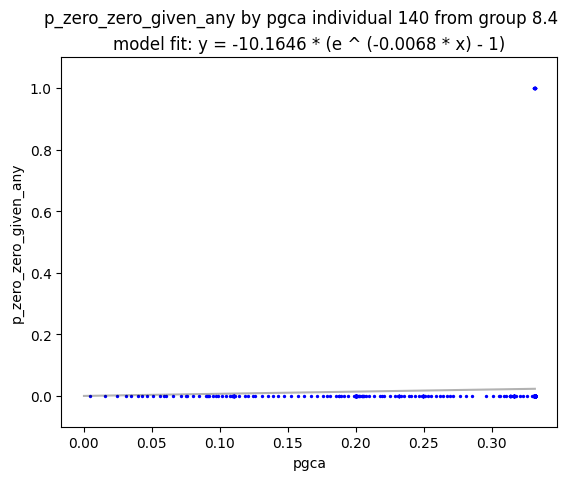 p_zero_zero_given_any by pgca individual 140 from group 8.4
model fit: y = -10.1646 * (e ^ (-0.0068 * x) - 1)
1.0
0.8
0.6
0.4
0.2
0.0
p_zero_zero_given_any
0.00 0.05 0.10 0.15 0.20 0.25 0.30
pgca